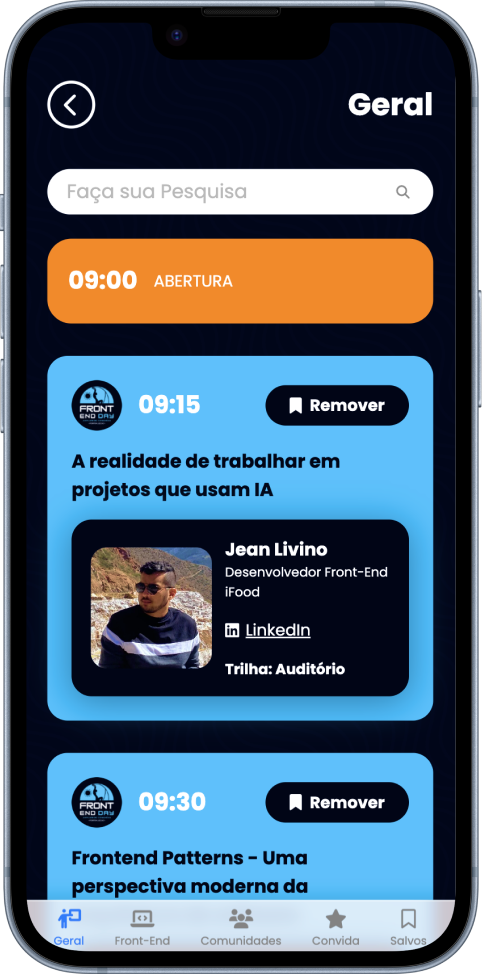 Geral
Faça sua Pesquisa
09:00 ABERTURA
FRONT
END DAY
09:15
Remover
A realidade de trabalhar em
projetos que usam IA
Jean Livino
Desenvolvedor Front-End
iFood
in LinkedIn
Trilha: Auditório
FRONT
END DAY
09:30
Remover
Frontend Patterns - Uma
perspectiva moderna da
Geral
Front-End
Comunidades
Convida
Salvos